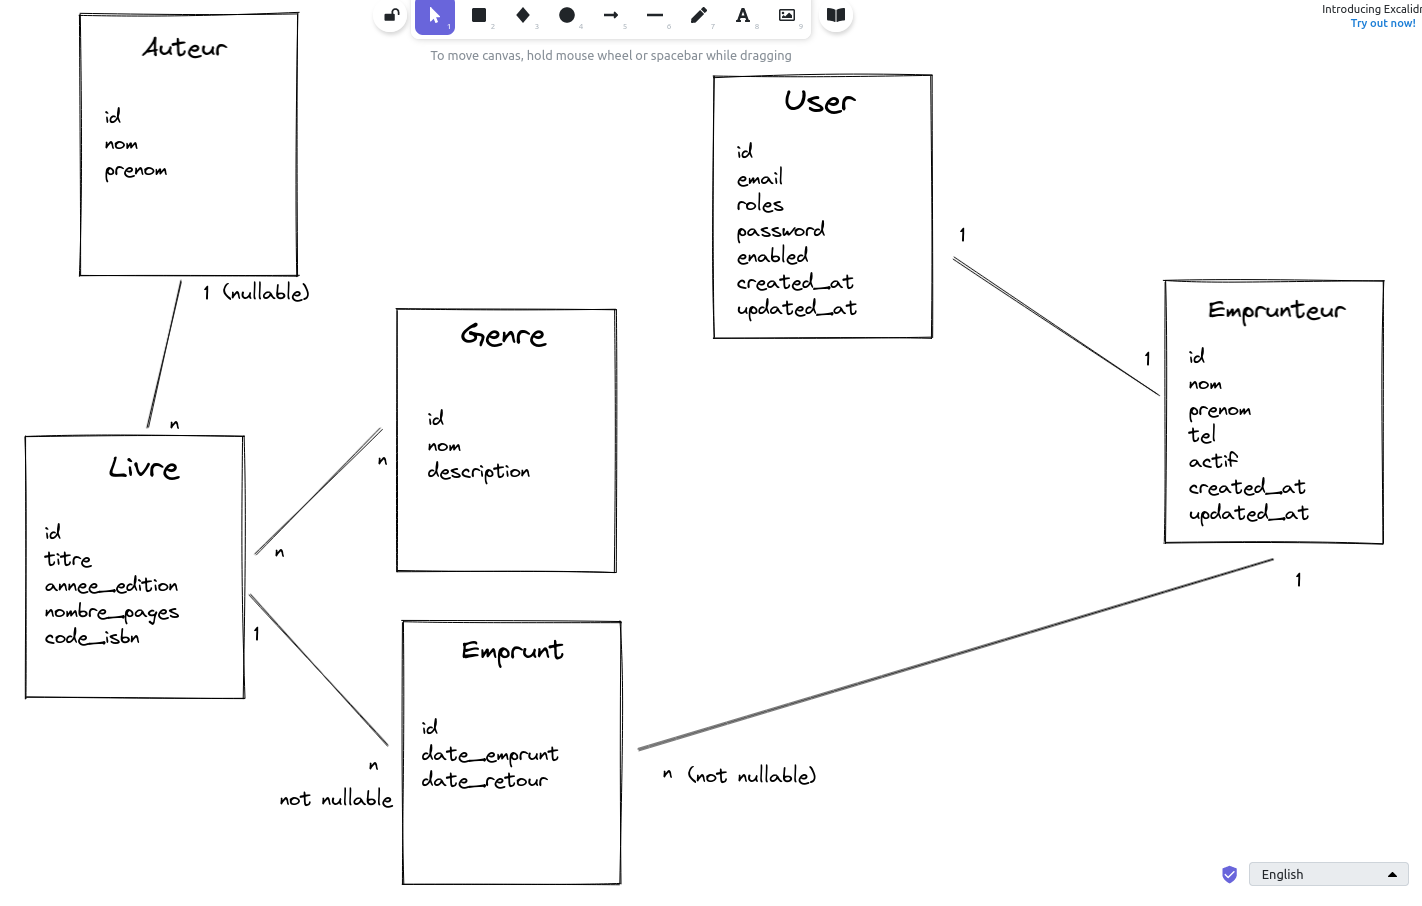 Introducing Excalidr
Try out now!
1
2
3
4
5
6
7
8
9
To move canvas, hold mouse wheel or spacebar while dragging
Auteur
id
nom
prenom
1 (nullable)
n
User
id
email
roles
password
enabled
created_at
updated_at
1
1
Emprunteur
id
nom
prenom
tel
actif
created_at
updated_at
1
Genre
id
nom
description
n
n
Livre
id
titre
annee_edition
nombre_pages
code_isbn
1
n
not nullable
Emprunt
id
date_emprunt
date_retour
n (not nullable)
English